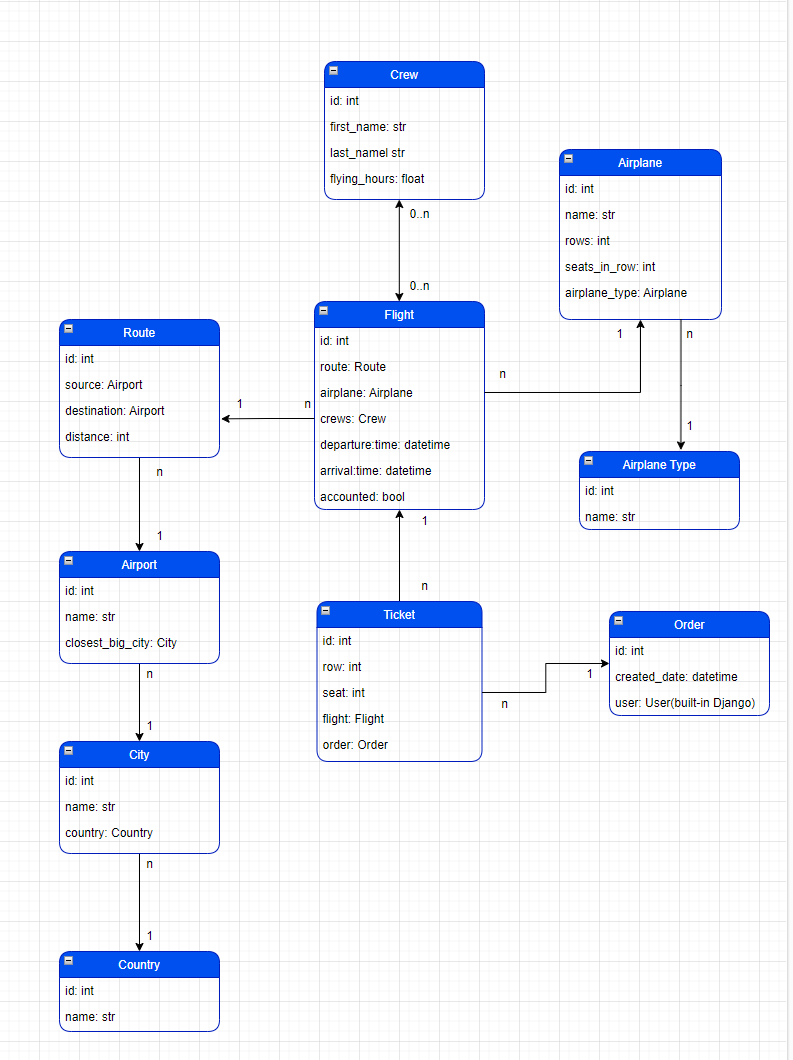 Crew
id: int
first_name: str
last_namel str
flying_hours: float
0..n
0..n
Airplane
id: int
name: str
rows: int
seats_in_row: int
airplane_type: Airplane
1
n
1
Airplane Type
id: int
name: str
Flight
id: int
route: Route
airplane: Airplane
crews: Crew
departure:time: datetime
arrival:time: datetime
accounted: bool
n
1
n
Route
id: int
source: Airport
destination: Airport
distance: int
n
1
Airport
id: int
name: str
closest_big_city: City
n
1
City
id: int
name: str
country: Country
n
1
Country
id: int
name: str
1
n
Ticket
id: int
row: int
seat: int
flight: Flight
order: Order
n
1
Order
id: int
created_date: datetime
user: User(built-in Django)